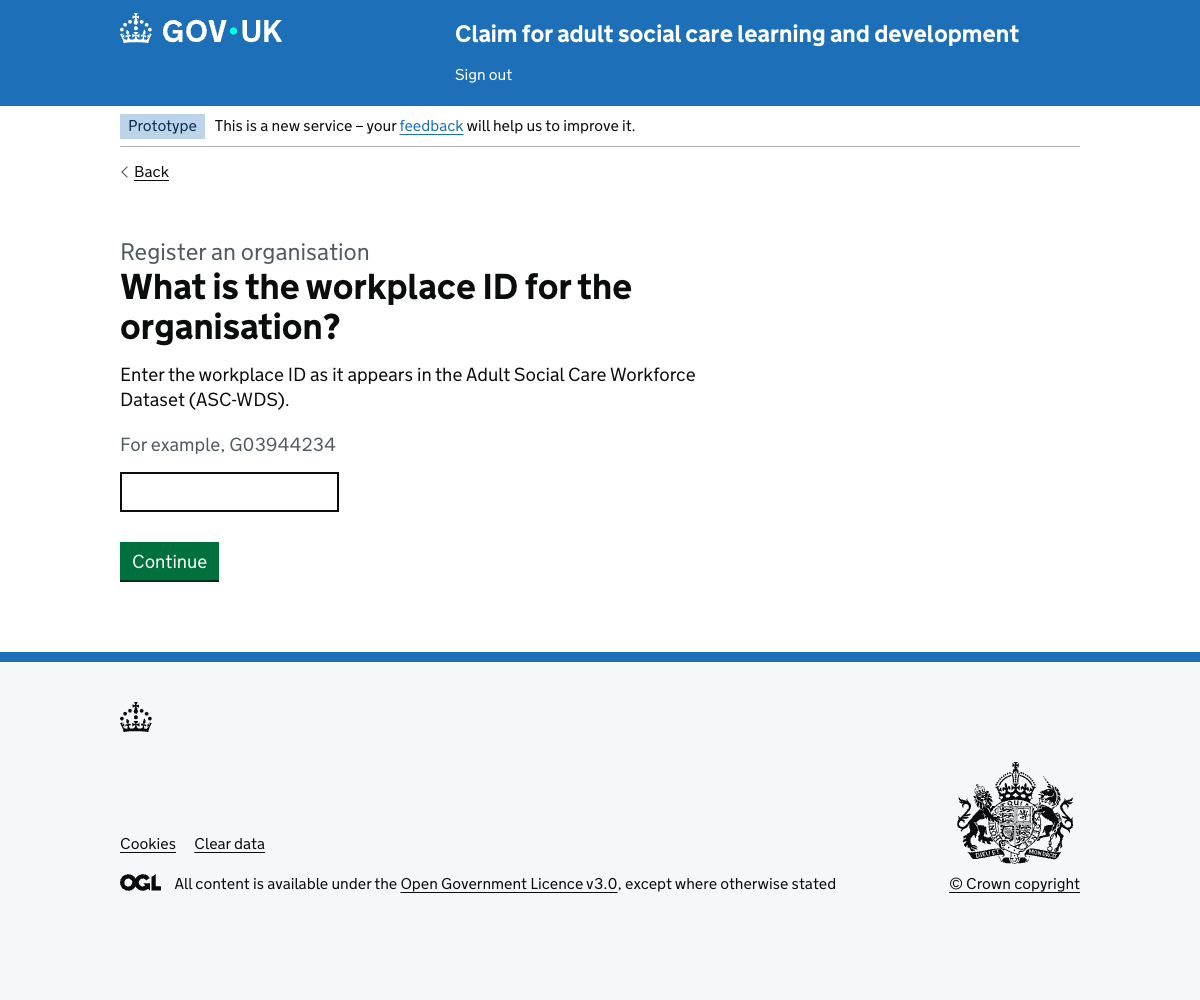 GOV.UK
Claim for adult social care learning and development
Sign out
Prototype This is a new service – your feedback will help us to improve it.
Back
Register an organisation
What is the workplace ID for the
organisation?
Enter the workplace ID as it appears in the Adult Social Care Workforce
Dataset (ASC-WDS).
For example, G03944234
Continue
Cookies Clear data
OGL All content is available under the Open Government Licence v3.0, except where otherwise stated
© Crown copyright